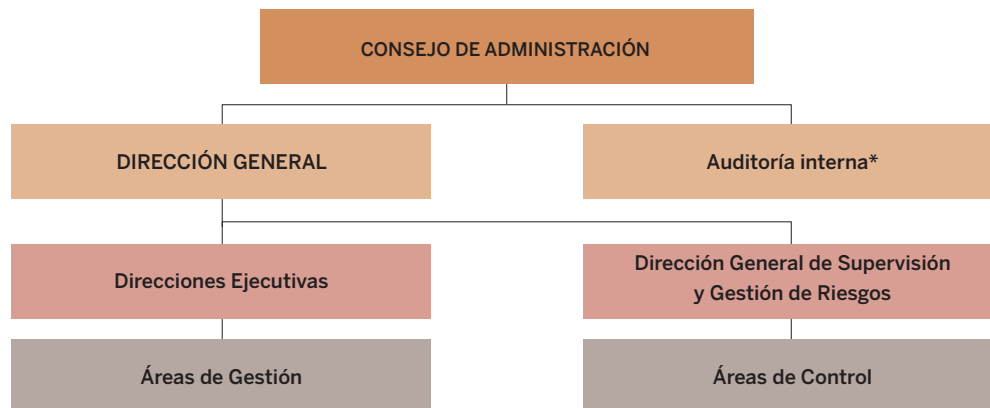 CONSEJO DE ADMINISTRACIÓN
DIRECCIÓN GENERAL
Auditoría interna*
Direcciones Ejecutivas
Dirección General de Supervisión
y Gestión de Riesgos
Áreas de Gestión
Áreas de Control